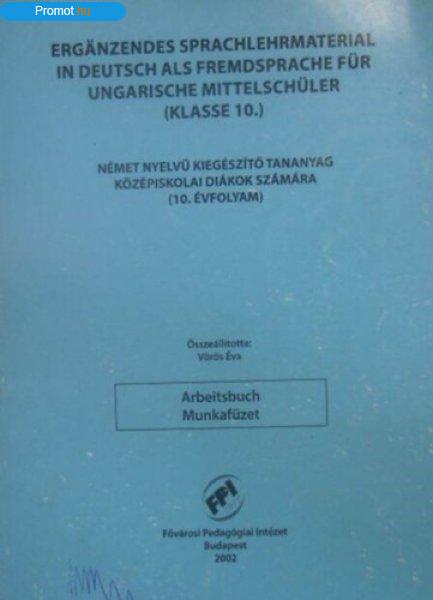 Promot.hu
ERGÄNZENDES SPRACHLEHRMATERIAL
IN DEUTSCH ALS FREMDSPRACHE FÜR
UNGARISCHE MITTELSCHÜLER
(KLASSE 10.)
NÉMET NYELVŰ KIEGÉSZÍTŐ TANANYAG
KÖZÉPISKOLAI DIÁKOK SZÁMÁRA
(10. ÉVFOLYAM)
Összeállította:
Vörös Éva
Arbeitsbuch
Munkafüzet
FPI
Fővárosi Pedagógiai Intézet
Budapest
2002